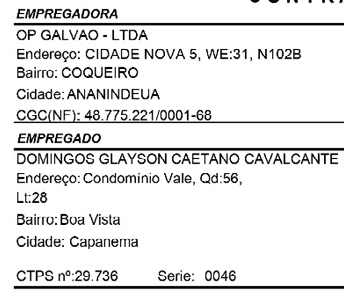 EMPREGADORA
OP GALVAO - LTDA
Endereço: CIDADE NOVA 5, WE:31, N102B
Bairro: COQUEIRO
Cidade: ANANINDEUA
CGC(NF): 48.775.221/0001-68
EMPREGADO
DOMINGOS GLAYSON CAETANO CAVALCANTE
Endereço: Condomínio Vale, Qd:56,
Lt:28
Bairro: Boa Vista
Cidade: Capanema
CTPS nº:29.736 Serie: 0046